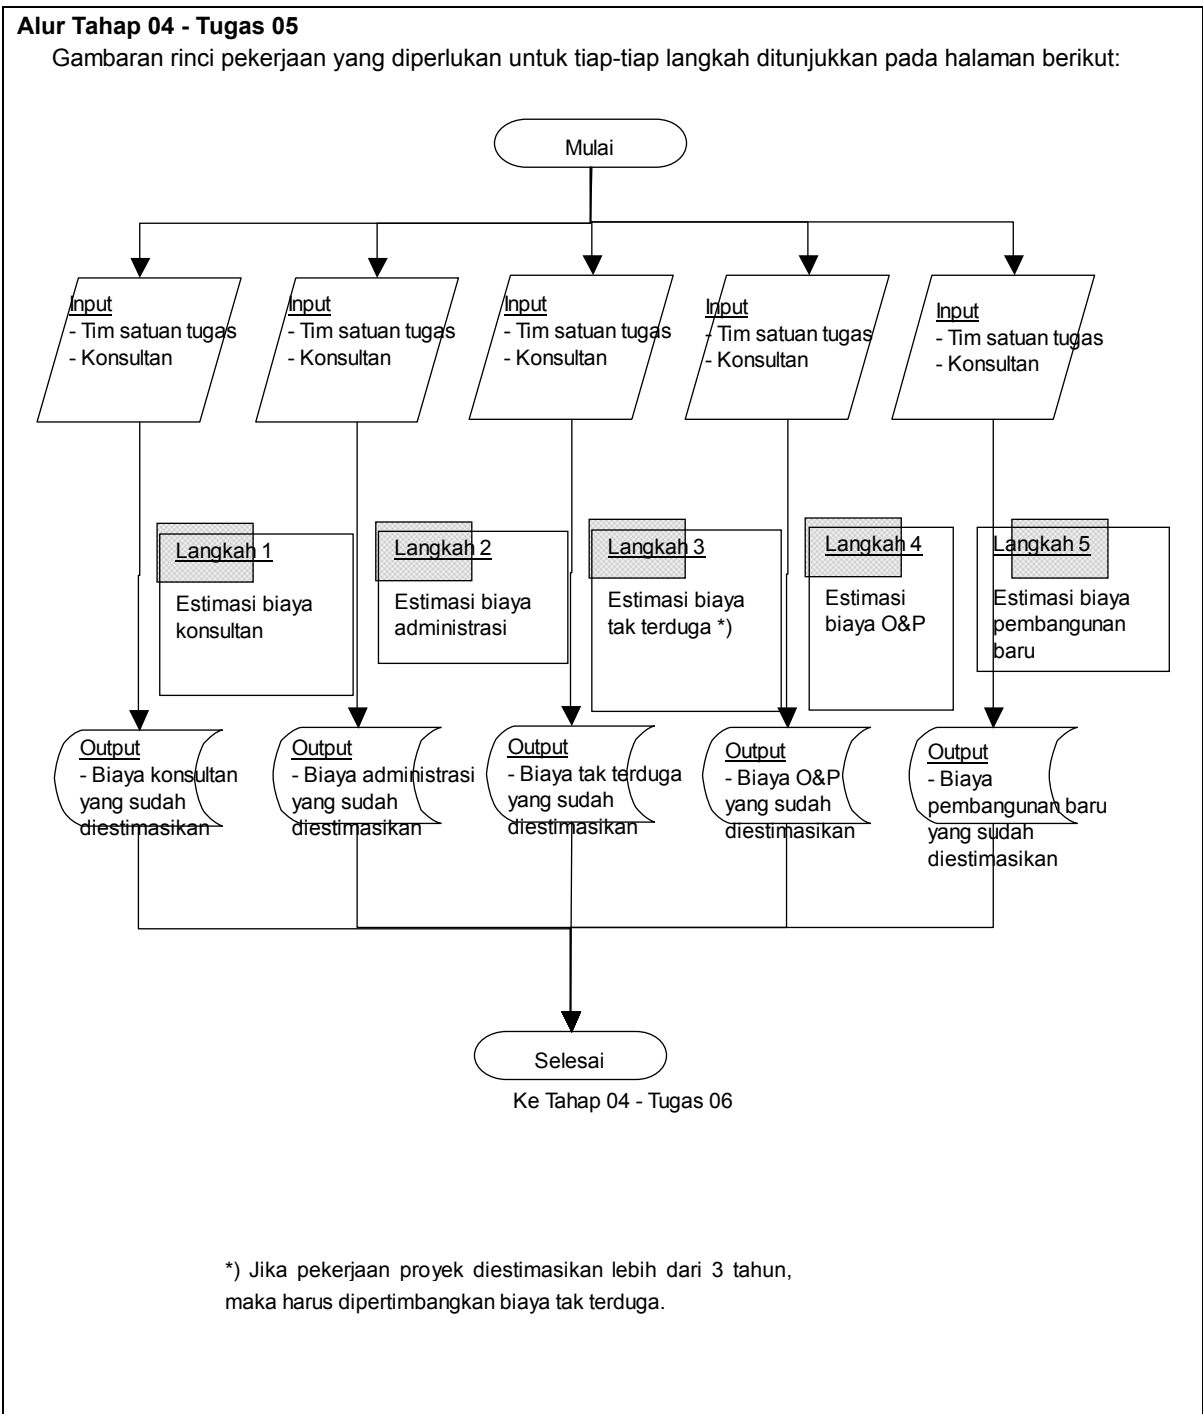 Alur Tahap 04 - Tugas 05
Gambaran rinci pekerjaan yang diperlukan untuk tiap-tiap langkah ditunjukkan pada halaman berikut:
Mulai
Input
- Tim satuan tugas
- Konsultan
Input
- Tim satuan tugas
- Konsultan
Input
- Tim satuan tugas
- Konsultan
Input
- Tim satuan tugas
- Konsultan
Input
- Tim satuan tugas
- Konsultan
Langkah 1
Estimasi biaya
konsultan
Langkah 2
Estimasi biaya
administrasi
Langkah 3
Estimasi biaya
tak terduga *)
Langkah 4
Estimasi
biaya O&P
Langkah 5
Estimasi biaya
pembangunan
baru
Output
- Biaya konsultan
yang sudah
diestimasikan
Output
- Biaya administrasi
yang sudah
diestimasikan
Output
- Biaya tak terduga
yang sudah
diestimasikan
Output
- Biaya O&P
yang sudah
diestimasikan
Output
- Biaya
pembangunan baru
yang sudah
diestimasikan
Selesai
Ke Tahap 04 - Tugas 06
*) Jika pekerjaan proyek diestimasikan lebih dari 3 tahun,
maka harus dipertimbangkan biaya tak terduga.